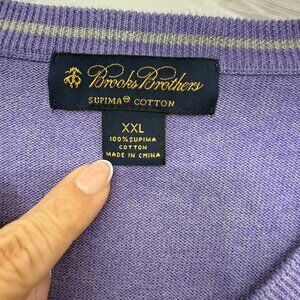 Brooks Brothers
SUPIMA® COTTON
XXL
100% SUPIMA
COTTON
MADE IN CHINA